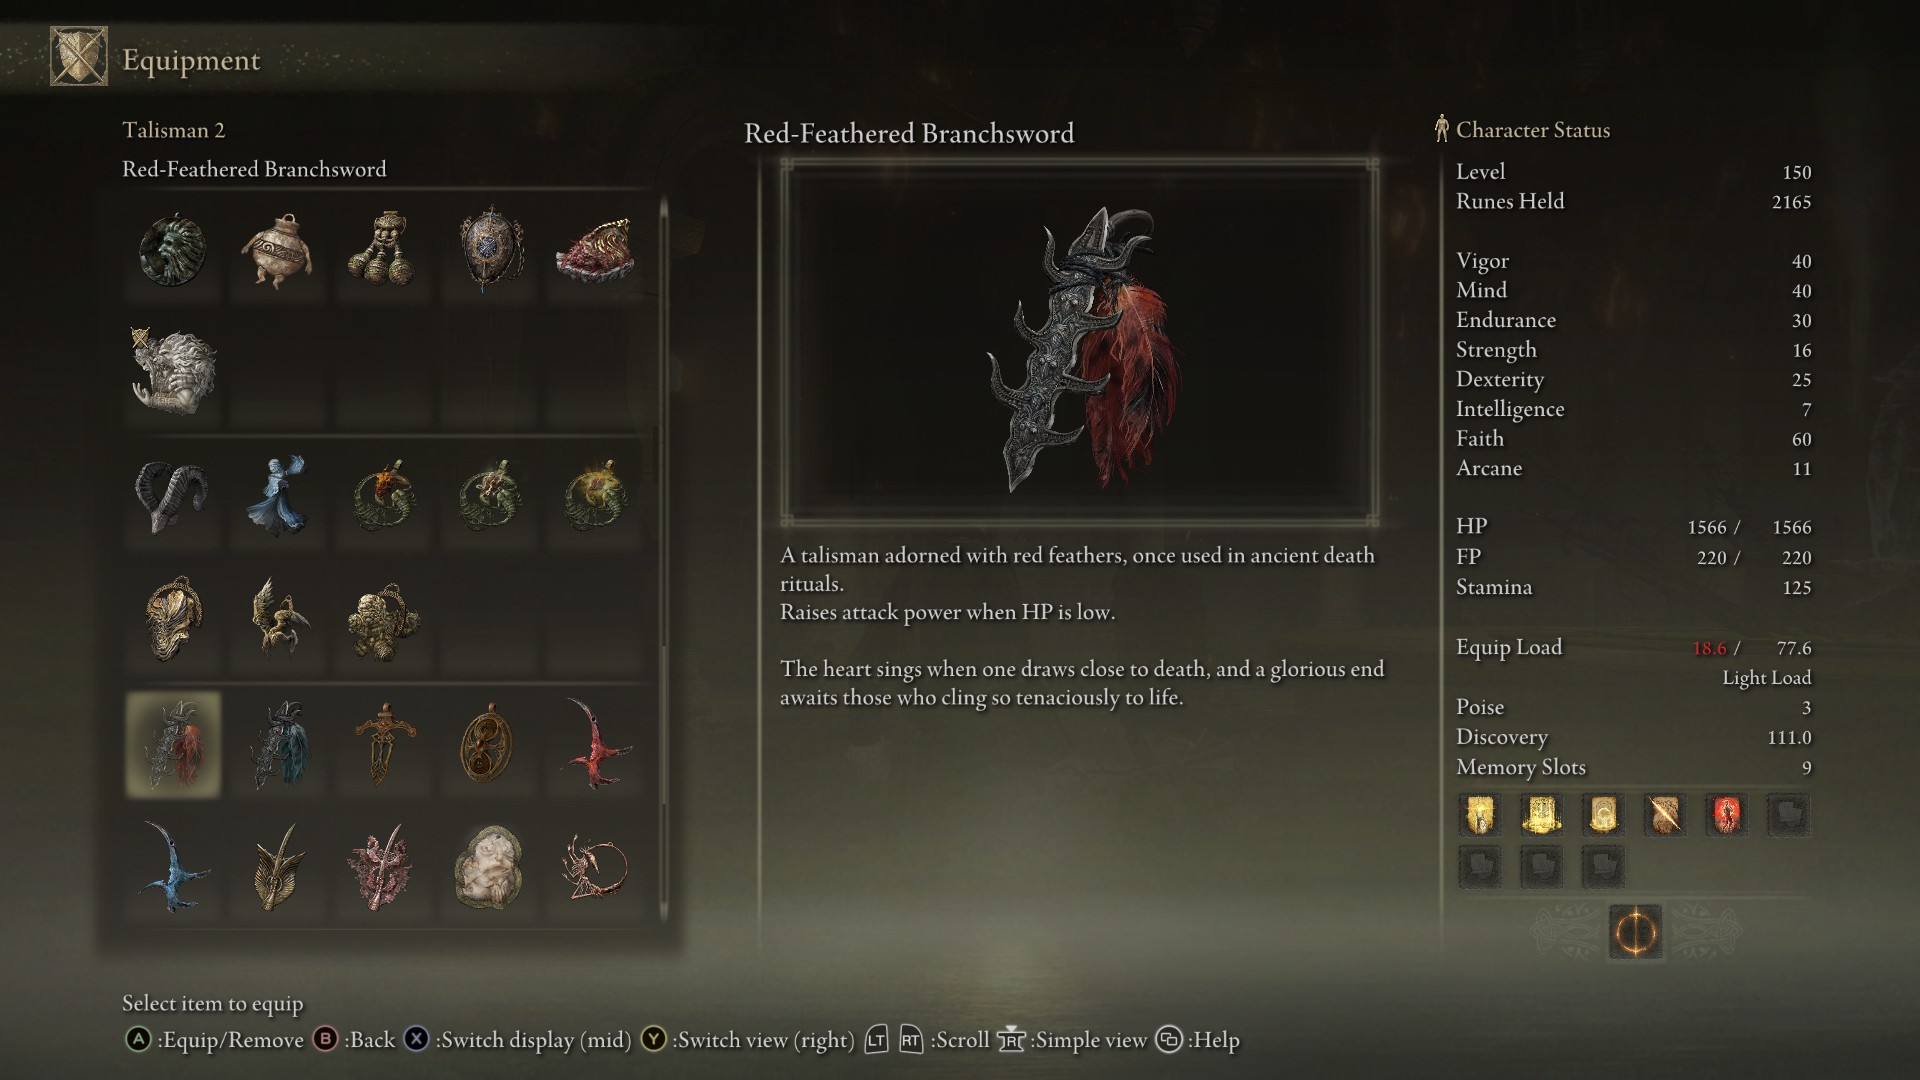 Equipment
Talisman 2
Red-Feathered Branchsword
Red-Feathered Branchsword
A talisman adorned with red feathers, once used in ancient death
rituals.
Raises attack power when HP is low.
The heart sings when one draws close to death, and a glorious end
awaits those who cling so tenaciously to life.
Character Status
Level 150
Runes Held 2165
Vigor 40
Mind 40
Endurance 30
Strength 16
Dexterity 25
Intelligence 7
Faith 60
Arcane 11
HP 1566 / 1566
FP 220 / 220
Stamina 125
Equip Load 18.6 / 77.6
Light Load
Poise 3
Discovery 111.0
Memory Slots 9
Select item to equip
A :Equip/Remove B :Back X :Switch display (mid) Y :Switch view (right) LT RT :Scroll R :Simple view :Help